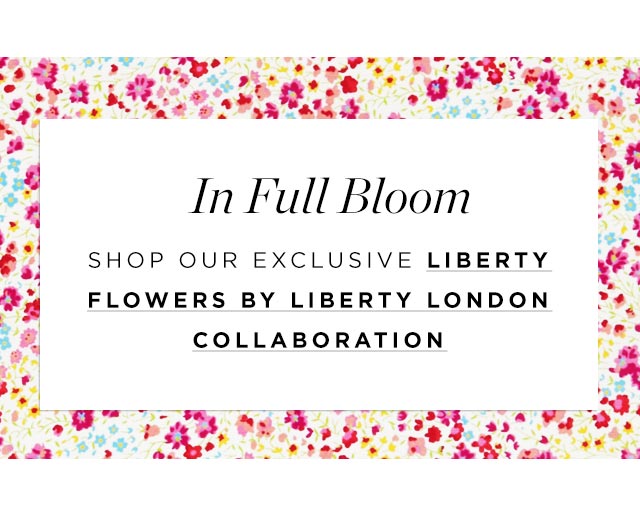 In Full Bloom
SHOP OUR EXCLUSIVE LIBERTY
FLOWERS BY LIBERTY LONDON
COLLABORATION